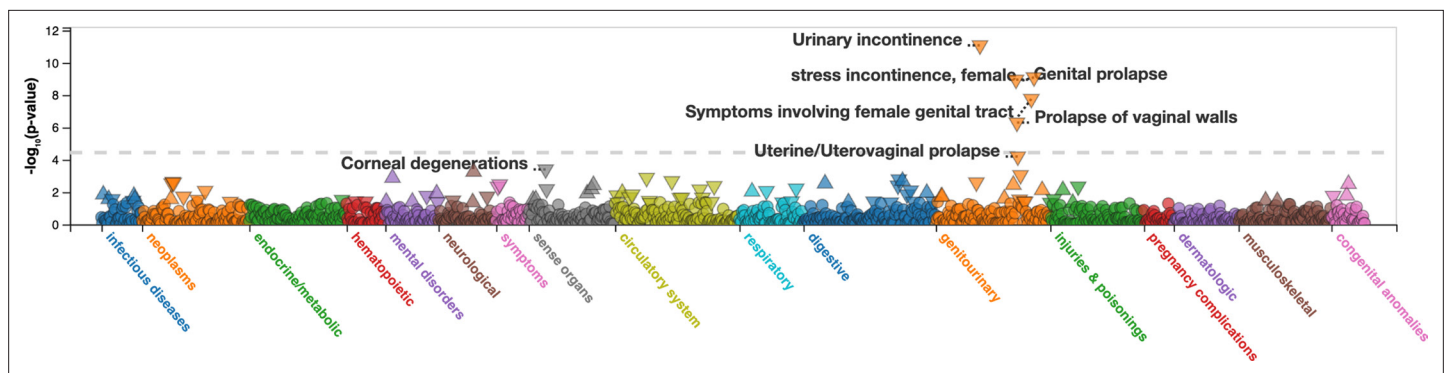 12
10
8
6
4
2
0
-log10(p-value)
Urinary incontinence
stress incontinence, female
Genital prolapse
Symptoms involving female genital tract
Prolapse of vaginal walls
Uterine/Uterovaginal prolapse
Corneal degenerations
infectious diseases
neoplasms
endocrine/metabolic
hematopoietic
mental disorders
neurological
symptoms
sense organs
circulatory system
respiratory
digestive
genitourinary
injuries & poisonings
pregnancy complications
dermatologic
musculoskeletal
congenital anomalies